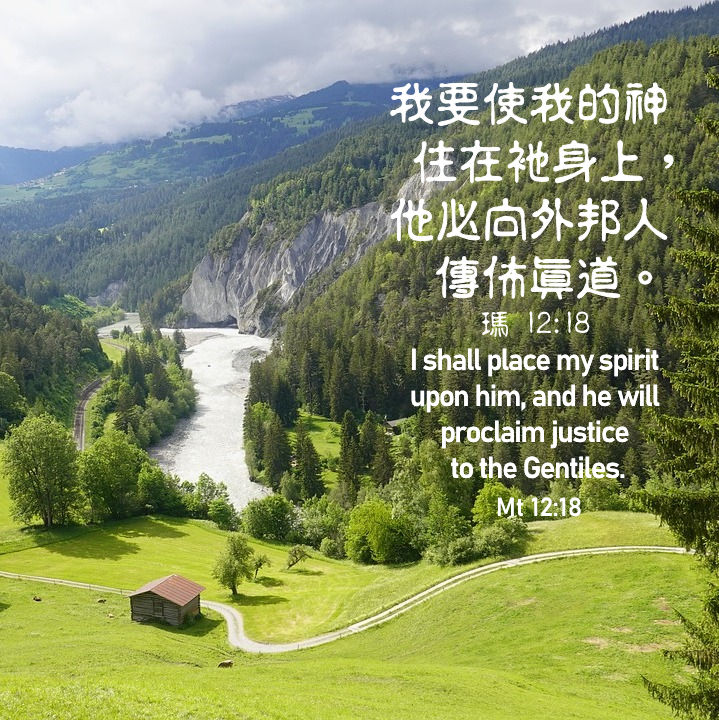 我要使我的神
住在祂身上，
他必向外邦人
傳佈眞道。
瑪 12:18
I shall place my spirit
upon him, and he will
proclaim justice
to the Gentiles.
Mt 12:18